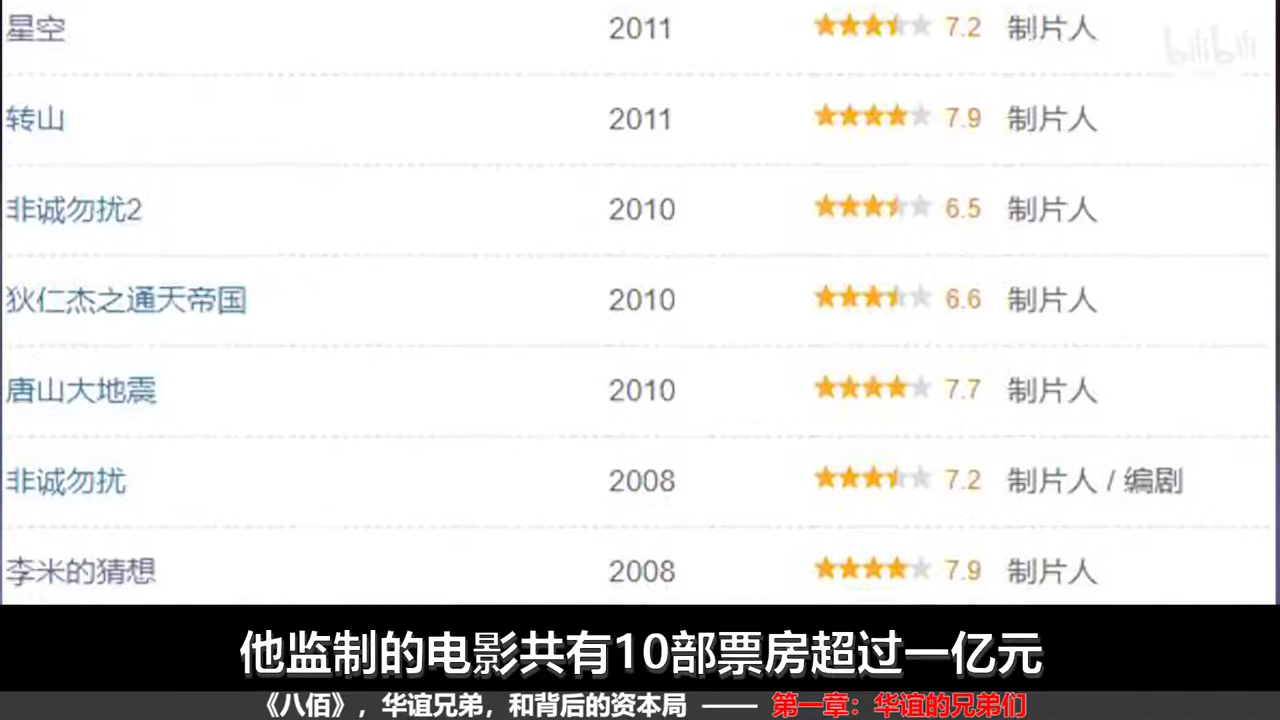 星空 2011 7.2 制片人
bilibili
转山 2011 7.9 制片人
非诚勿扰2 2010 6.5 制片人
狄仁杰之通天帝国 2010 6.6 制片人
唐山大地震 2010 7.7 制片人
非诚勿扰 2008 7.2 制片人 / 编剧
李米的猜想 2008 7.9 制片人
他监制的电影共有10部票房超过一亿元
《八佰》，华谊兄弟，和背后的资本局 —— 第一章：华谊的兄弟们